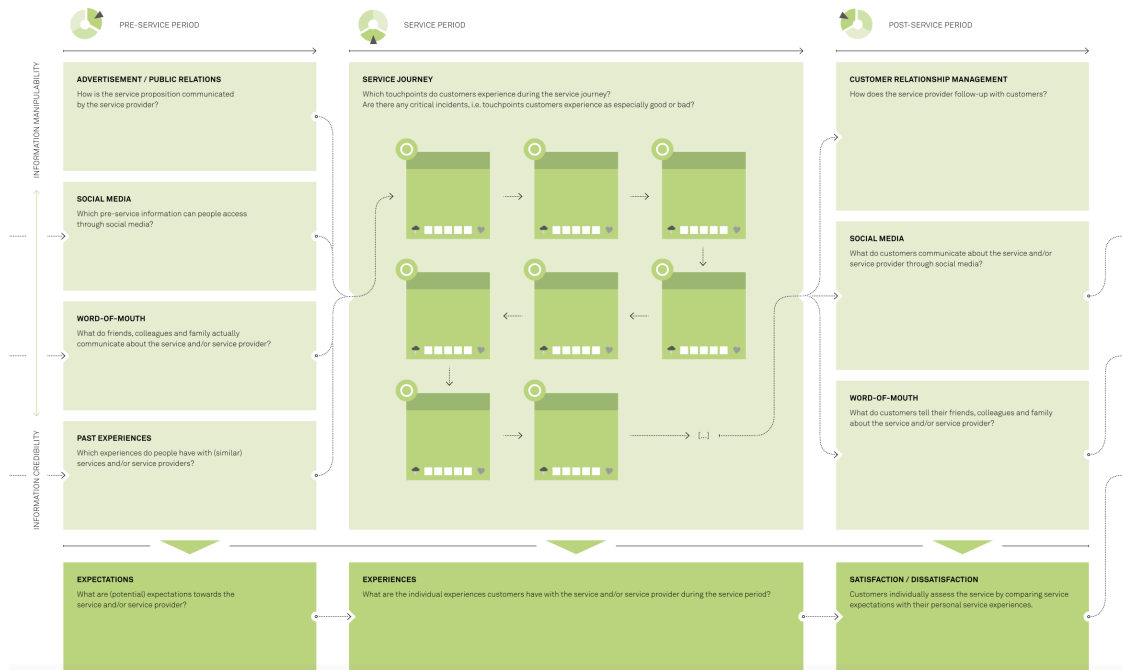 PRE-SERVICE PERIOD
SERVICE PERIOD
POST-SERVICE PERIOD
INFORMATION MANIPULABILITY
INFORMATION CREDIBILITY
ADVERTISEMENT / PUBLIC RELATIONS
How is the service proposition communicated
by the service provider?
SOCIAL MEDIA
Which pre-service information can people access
through social media?
WORD-OF-MOUTH
What do friends, colleagues and family actually
communicate about the service and/or service provider?
PAST EXPERIENCES
Which experiences do people have with (similar)
services and/or service providers?
SERVICE JOURNEY
Which touchpoints do customers experience during the service journey?
Are there any critical incidents, i.e. touchpoints customers experience as especially good or bad?
[...]
CUSTOMER RELATIONSHIP MANAGEMENT
How does the service provider follow-up with customers?
SOCIAL MEDIA
What do customers communicate about the service and/or
service provider through social media?
WORD-OF-MOUTH
What do customers tell their friends, colleagues and family
about the service and/or service provider?
EXPECTATIONS
What are (potential) expectations towards the
service and/or service provider?
EXPERIENCES
What are the individual experiences customers have with the service and/or service provider during the service period?
SATISFACTION / DISSATISFACTION
Customers individually assess the service by comparing service
expectations with their personal service experiences.